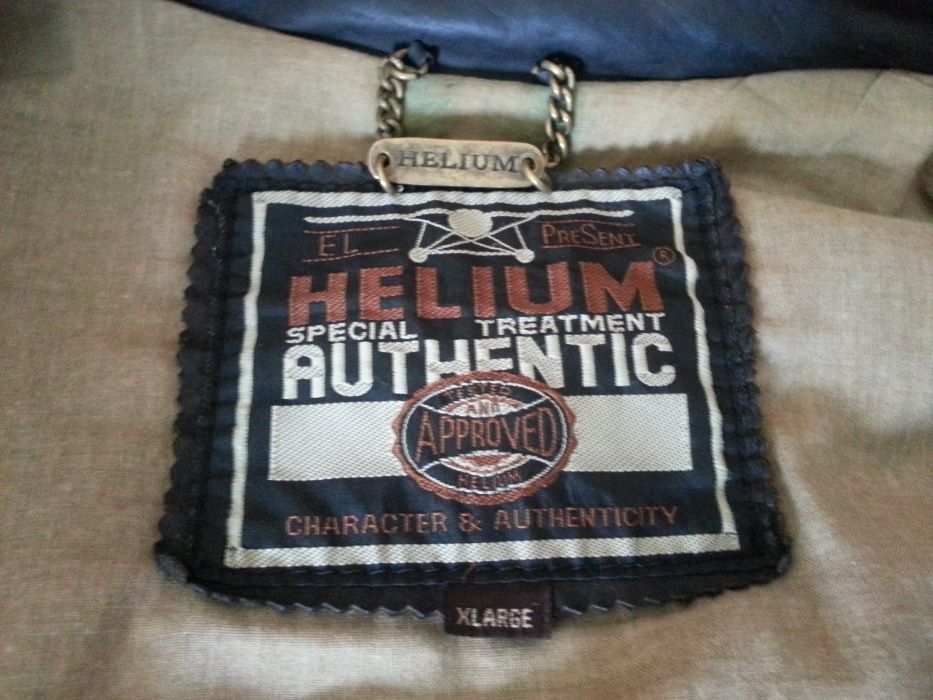 HELIUM
EL PReSenT
HELIUM®
SPECIAL TREATMENT
AUTHENTIC
TESTED
AND
APPROVED
HELIUM
CHARACTER & AUTHENTICITY
XLARGE